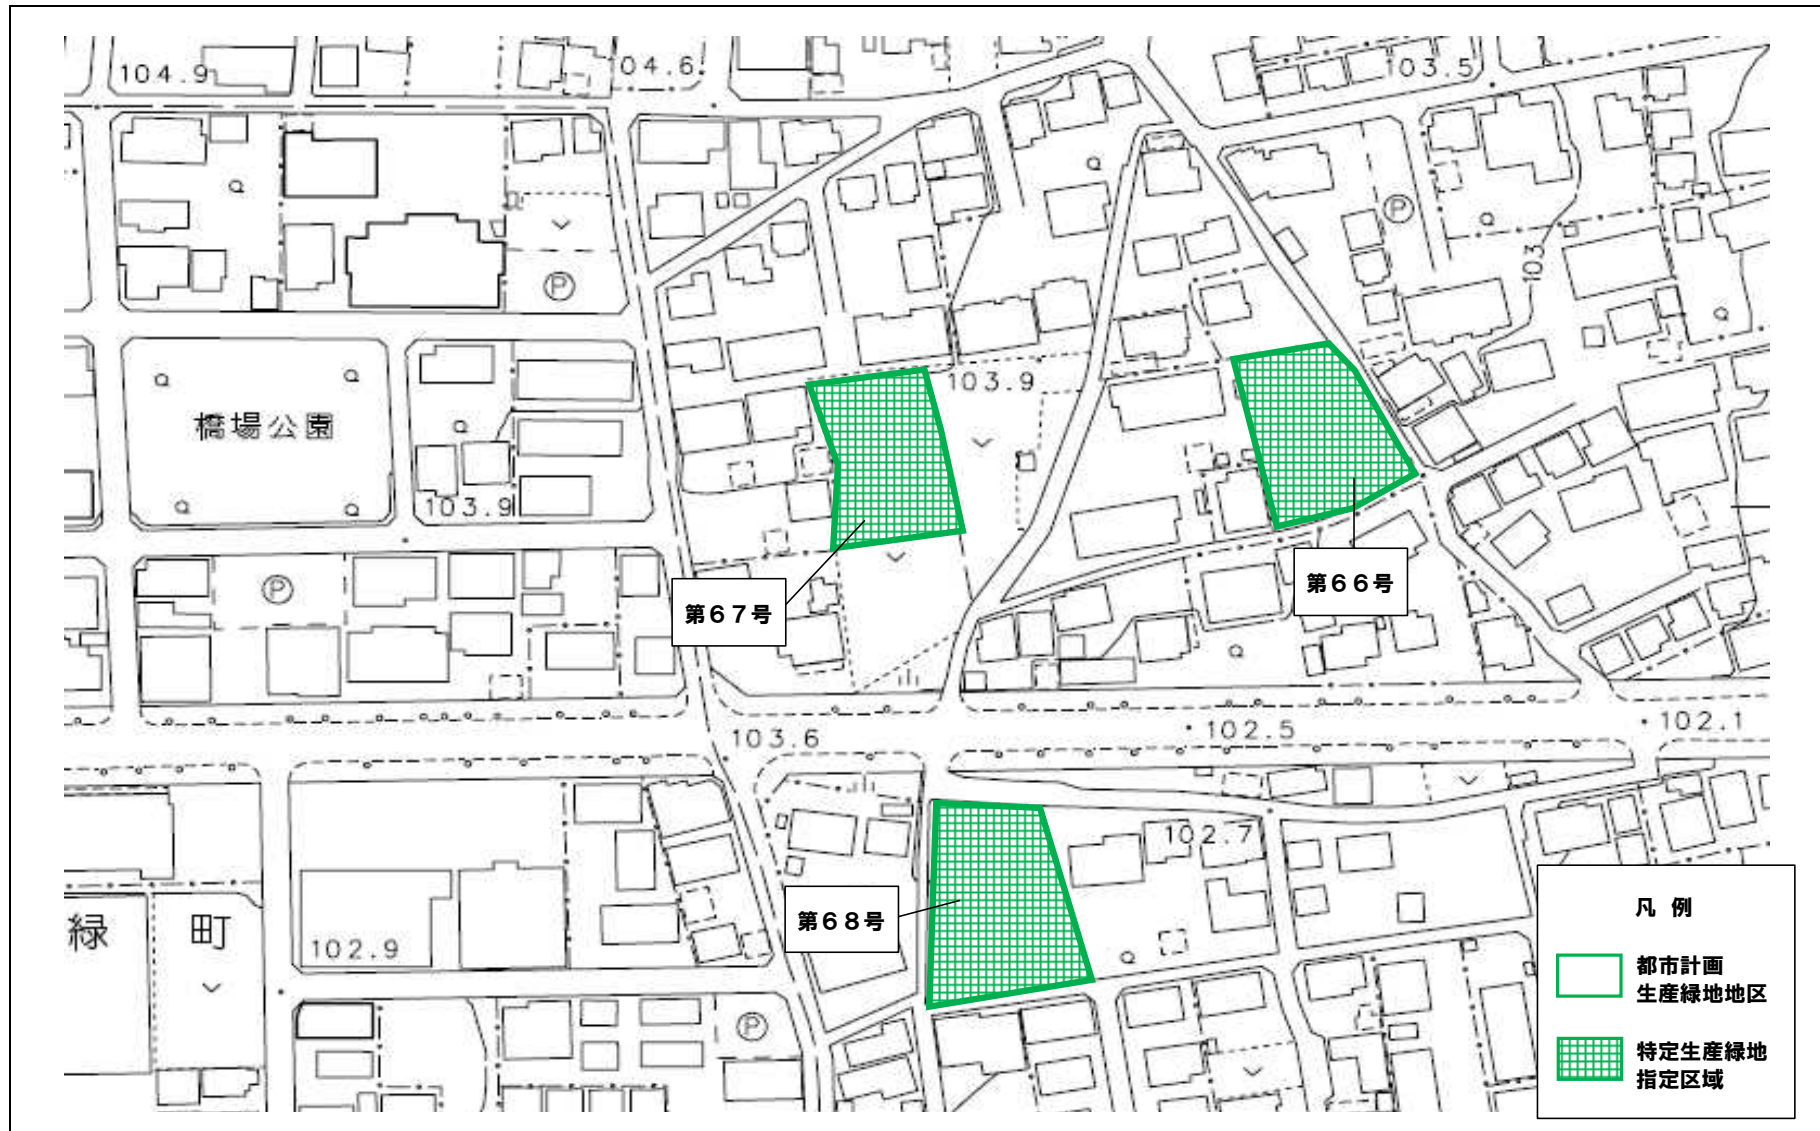 104.9
04.6
103.5
P
103
P
橋場公園
103.9
103.9
P
第67号
第66号
103.6
102.5
102.1
102.7
第68号
緑町
102.9
P
凡例
都市計画
生産緑地地区
特定生産緑地
指定区域